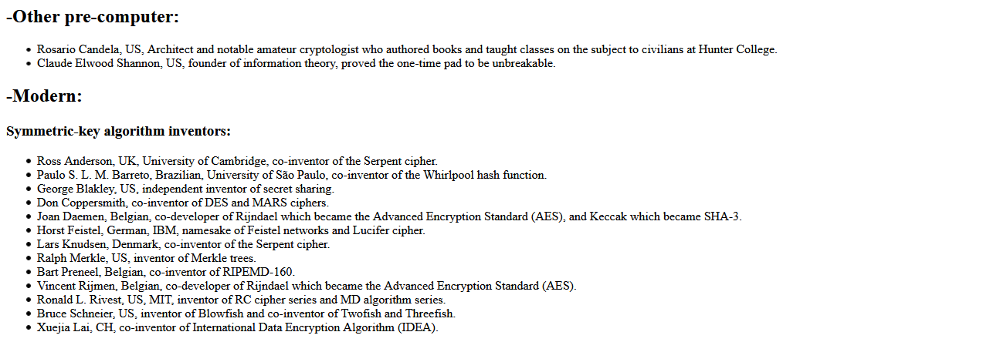 -Other pre-computer:
• Rosario Candela, US, Architect and notable amateur cryptologist who authored books and taught classes on the subject to civilians at Hunter College.
• Claude Elwood Shannon, US, founder of information theory, proved the one-time pad to be unbreakable.
-Modern:
Symmetric-key algorithm inventors:
• Ross Anderson, UK, University of Cambridge, co-inventor of the Serpent cipher.
• Paulo S. L. M. Barreto, Brazilian, University of São Paulo, co-inventor of the Whirlpool hash function.
• George Blakley, US, independent inventor of secret sharing.
• Don Coppersmith, co-inventor of DES and MARS ciphers.
• Joan Daemen, Belgian, co-developer of Rijndael which became the Advanced Encryption Standard (AES), and Keccak which became SHA-3.
• Horst Feistel, German, IBM, namesake of Feistel networks and Lucifer cipher.
• Lars Knudsen, Denmark, co-inventor of the Serpent cipher.
• Ralph Merkle, US, inventor of Merkle trees.
• Bart Preneel, Belgian, co-inventor of RIPEMD-160.
• Vincent Rijmen, Belgian, co-developer of Rijndael which became the Advanced Encryption Standard (AES).
• Ronald L. Rivest, US, MIT, inventor of RC cipher series and MD algorithm series.
• Bruce Schneier, US, inventor of Blowfish and co-inventor of Twofish and Threefish.
• Xuejia Lai, CH, co-inventor of International Data Encryption Algorithm (IDEA).